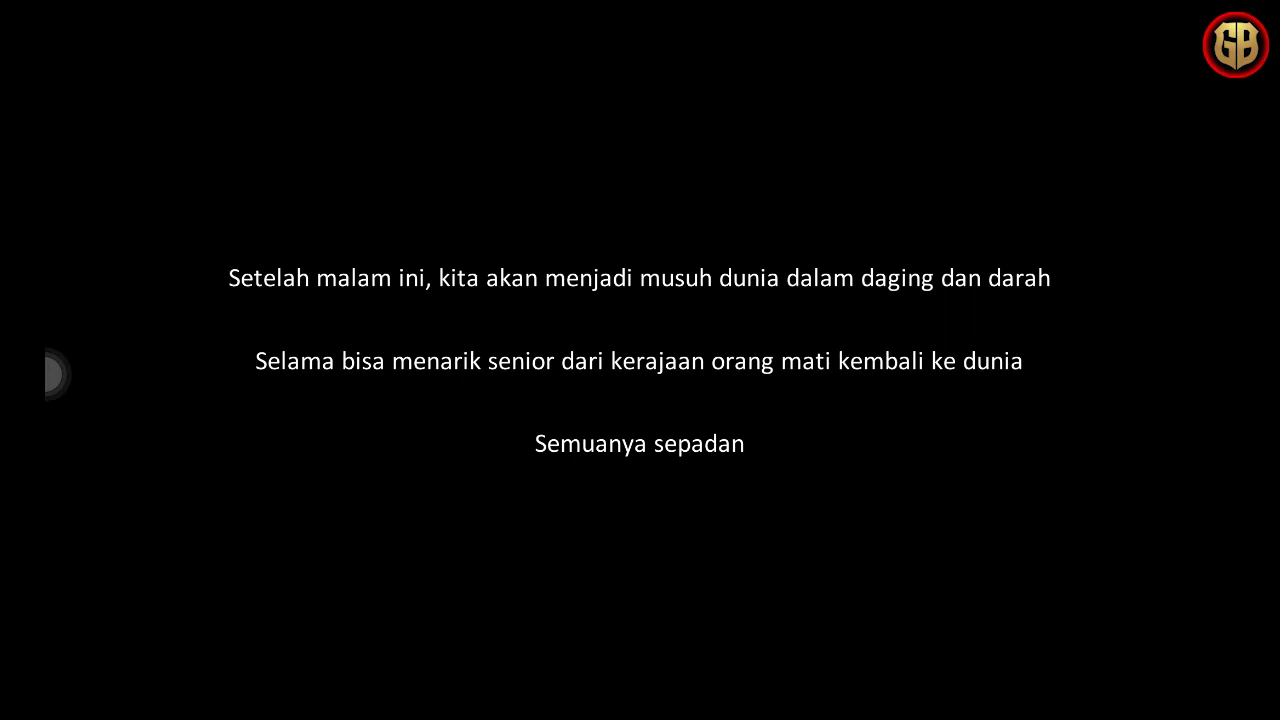 GB
Setelah malam ini, kita akan menjadi musuh dunia dalam daging dan darah
Selama bisa menarik senior dari kerajaan orang mati kembali ke dunia
Semuanya sepadan